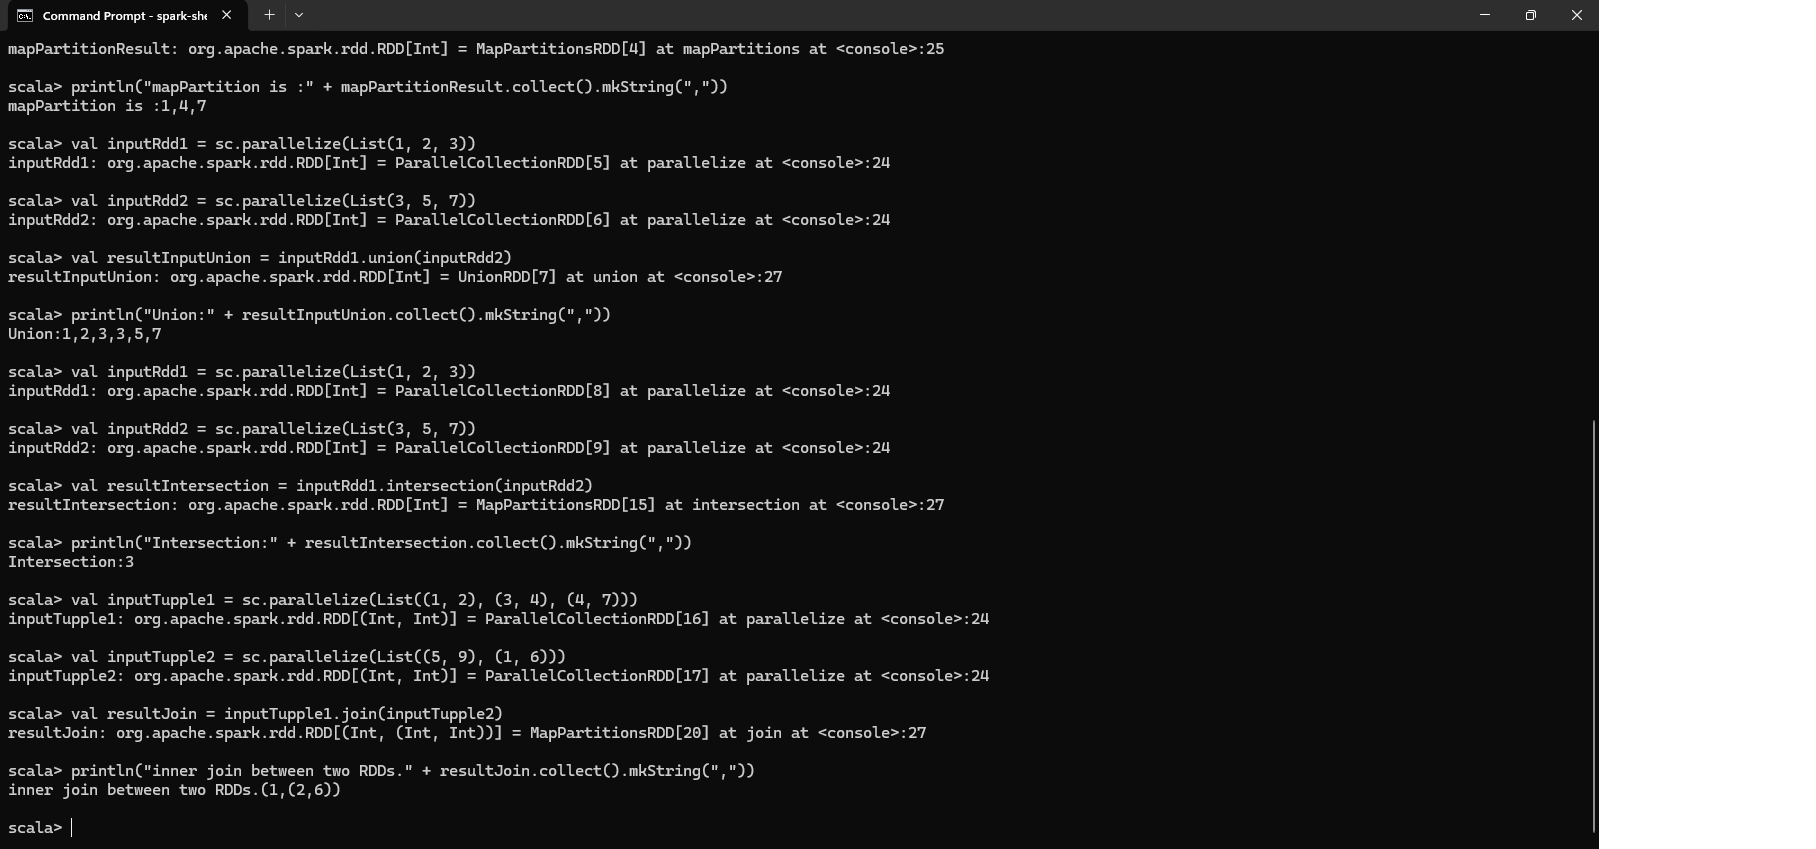 Command Prompt - spark-she
mapPartitionResult: org.apache.spark.rdd.RDD[Int] = MapPartitionsRDD[4] at mapPartitions at <console>:25
scala> println("mapPartition is :" + mapPartitionResult.collect().mkString(","))
mapPartition is :1,4,7
scala> val inputRdd1 = sc.parallelize(List(1, 2, 3))
inputRdd1: org.apache.spark.rdd.RDD[Int] = ParallelCollectionRDD[5] at parallelize at <console>:24
scala> val inputRdd2 = sc.parallelize(List(3, 5, 7))
inputRdd2: org.apache.spark.rdd.RDD[Int] = ParallelCollectionRDD[6] at parallelize at <console>:24
scala> val resultInputUnion = inputRdd1.union(inputRdd2)
resultInputUnion: org.apache.spark.rdd.RDD[Int] = UnionRDD[7] at union at <console>:27
scala> println("Union:" + resultInputUnion.collect().mkString(","))
Union:1,2,3,3,5,7
scala> val inputRdd1 = sc.parallelize(List(1, 2, 3))
inputRdd1: org.apache.spark.rdd.RDD[Int] = ParallelCollectionRDD[8] at parallelize at <console>:24
scala> val inputRdd2 = sc.parallelize(List(3, 5, 7))
inputRdd2: org.apache.spark.rdd.RDD[Int] = ParallelCollectionRDD[9] at parallelize at <console>:24
scala> val resultIntersection = inputRdd1.intersection(inputRdd2)
resultIntersection: org.apache.spark.rdd.RDD[Int] = MapPartitionsRDD[15] at intersection at <console>:27
scala> println("Intersection:" + resultIntersection.collect().mkString(","))
Intersection:3
scala> val inputTupple1 = sc.parallelize(List((1, 2), (3, 4), (4, 7)))
inputTupple1: org.apache.spark.rdd.RDD[(Int, Int)] = ParallelCollectionRDD[16] at parallelize at <console>:24
scala> val inputTupple2 = sc.parallelize(List((5, 9), (1, 6)))
inputTupple2: org.apache.spark.rdd.RDD[(Int, Int)] = ParallelCollectionRDD[17] at parallelize at <console>:24
scala> val resultJoin = inputTupple1.join(inputTupple2)
resultJoin: org.apache.spark.rdd.RDD[(Int, (Int, Int))] = MapPartitionsRDD[20] at join at <console>:27
scala> println("inner join between two RDDs." + resultJoin.collect().mkString(","))
inner join between two RDDs.(1,(2,6))
scala>